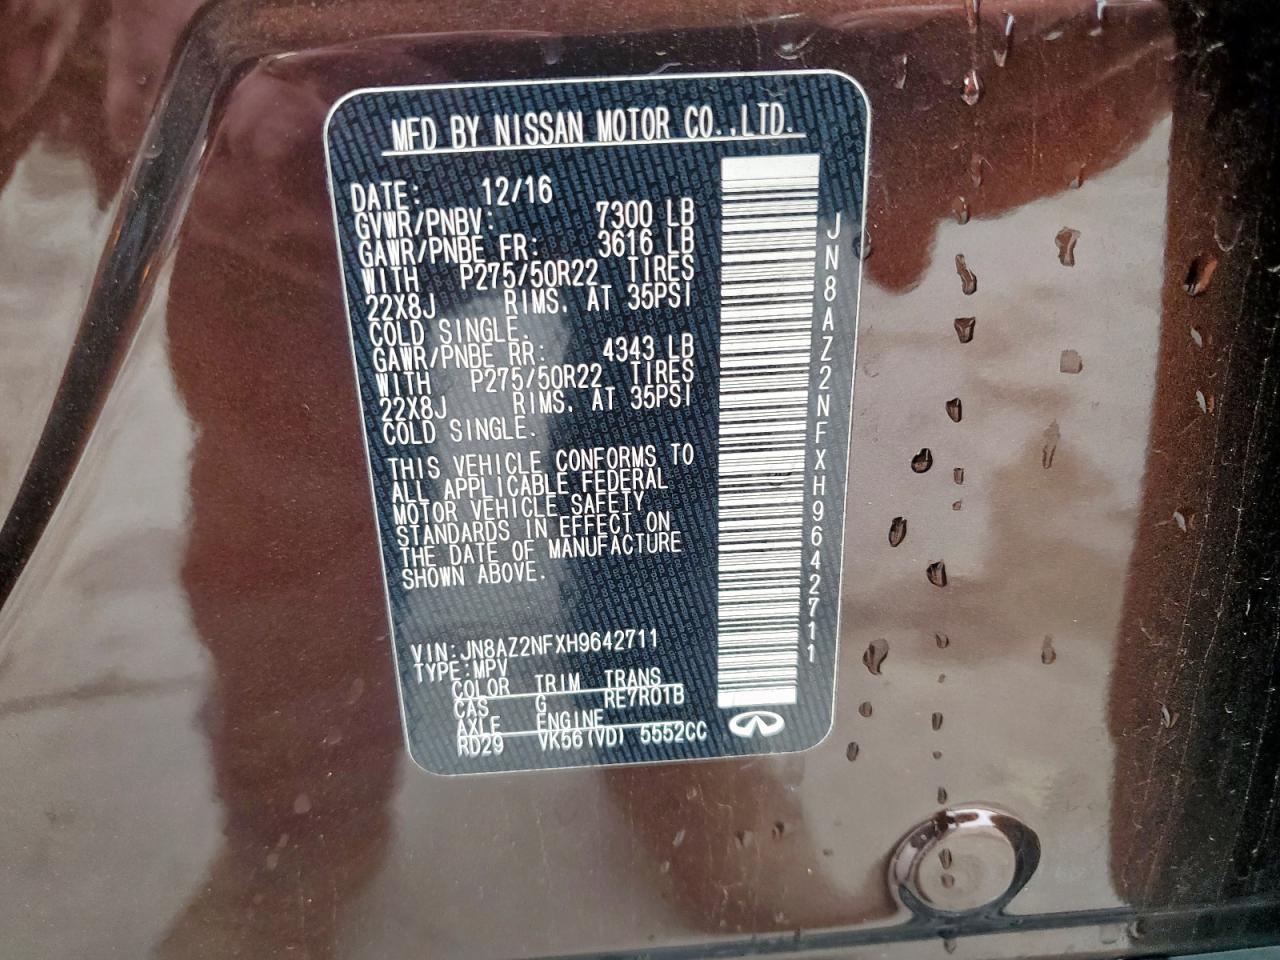 MFD BY NISSAN MOTOR CO.,LTD.
DATE: 12/16
GVWR/PNBV: 7300 LB
GAWR/PNBE FR: 3616 LB
WITH P275/50R22 TIRES
22X8J RIMS, AT 35PSI
COLD SINGLE.
GAWR/PNBE RR: 4343 LB
WITH P275/50R22 TIRES
22X8J RIMS, AT 35PSI
COLD SINGLE.
THIS VEHICLE CONFORMS TO
ALL APPLICABLE FEDERAL
MOTOR VEHICLE SAFETY
STANDARDS IN EFFECT ON
THE DATE OF MANUFACTURE
SHOWN ABOVE.
VIN:JN8AZ2NFXH9642711
TYPE:MPV
COLOR TRIM TRANS
CAS G RE7R01B
AXLE ENGINE
RD29 VK56(VD) 5552CC
JN8AZ2NFXH9642711